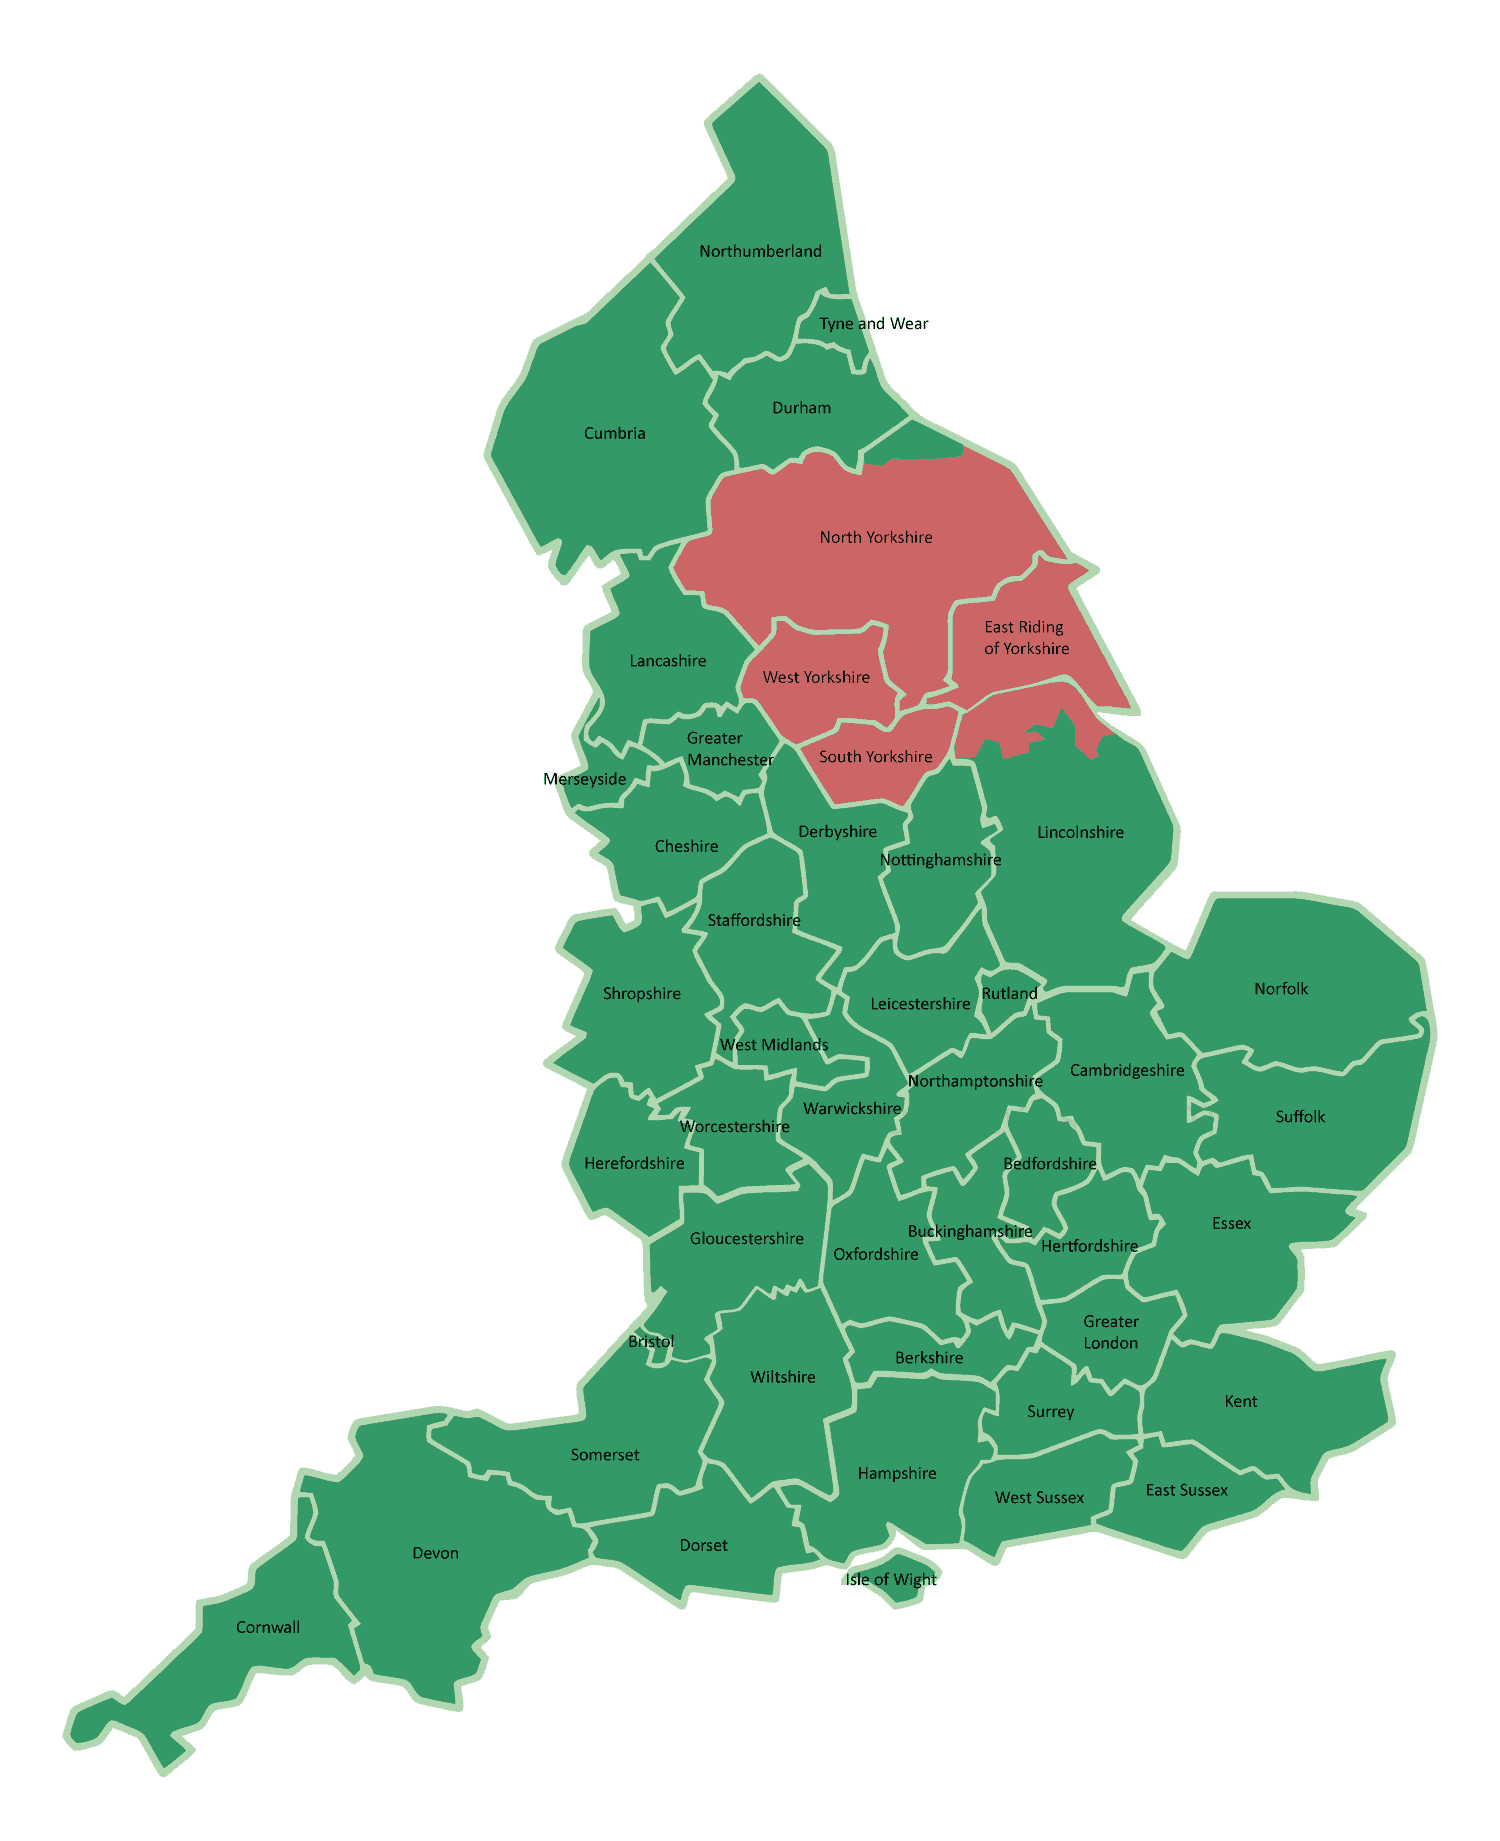 Northumberland
Tyne and Wear
Durham
Cumbria
North Yorkshire
East Riding
of Yorkshire
Lancashire
West Yorkshire
Greater
Manchester
South Yorkshire
Merseyside
Derbyshire
Lincolnshire
Cheshire
Nottinghamshire
Staffordshire
Norfolk
Shropshire
Leicestershire
Rutland
West Midlands
Cambridgeshire
Northamptonshire
Warwickshire
Suffolk
Worcestershire
Herefordshire
Bedfordshire
Essex
Buckinghamshire
Gloucestershire
Hertfordshire
Oxfordshire
Greater
London
Bristol
Berkshire
Wiltshire
Kent
Surrey
Somerset
Hampshire
East Sussex
West Sussex
Dorset
Devon
Isle of Wight
Cornwall